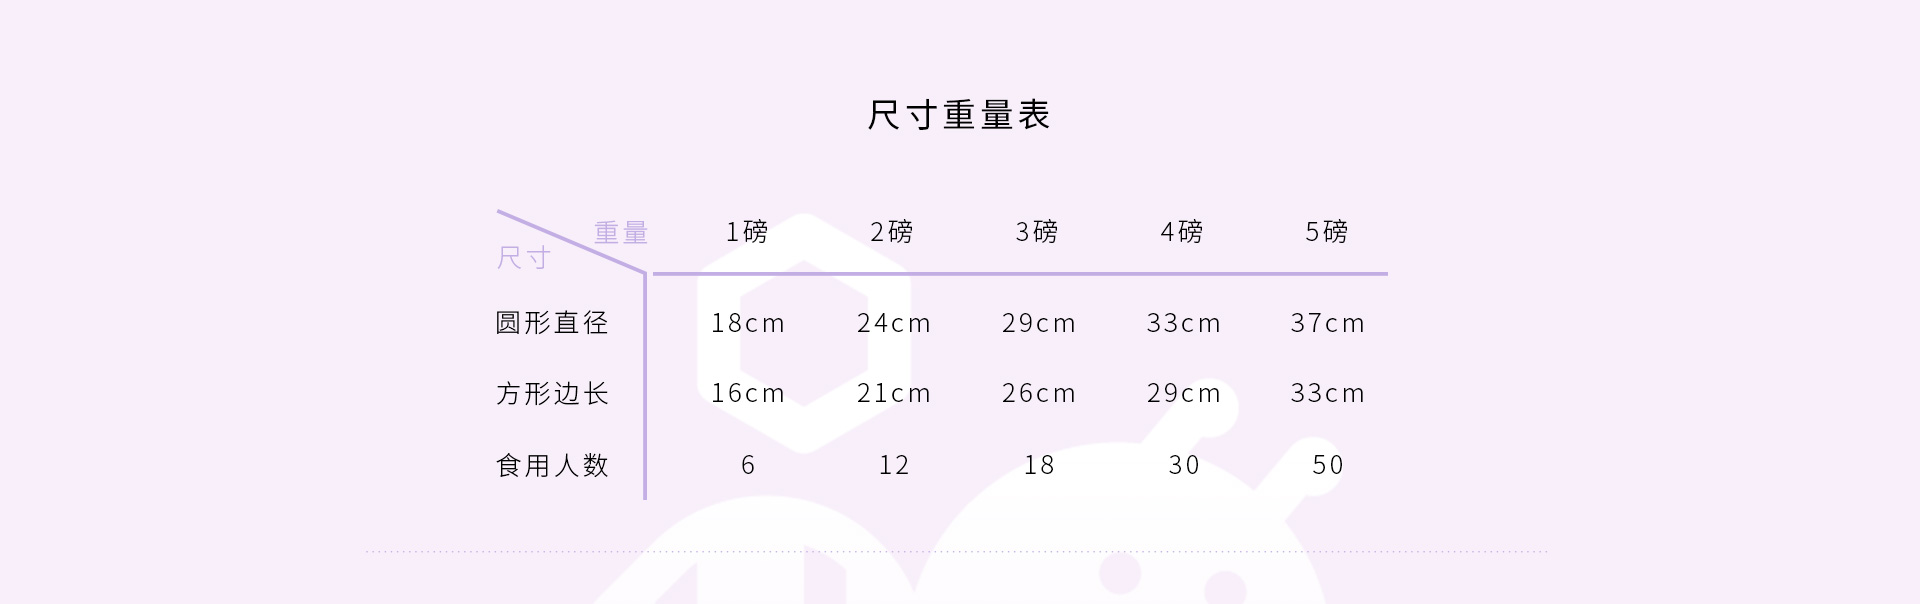 尺寸重量表
重量 1磅 2磅 3磅 4磅 5磅
尺寸
圆形直径 18cm 24cm 29cm 33cm 37cm
方形边长 16cm 21cm 26cm 29cm 33cm
食用人数 6 12 18 30 50